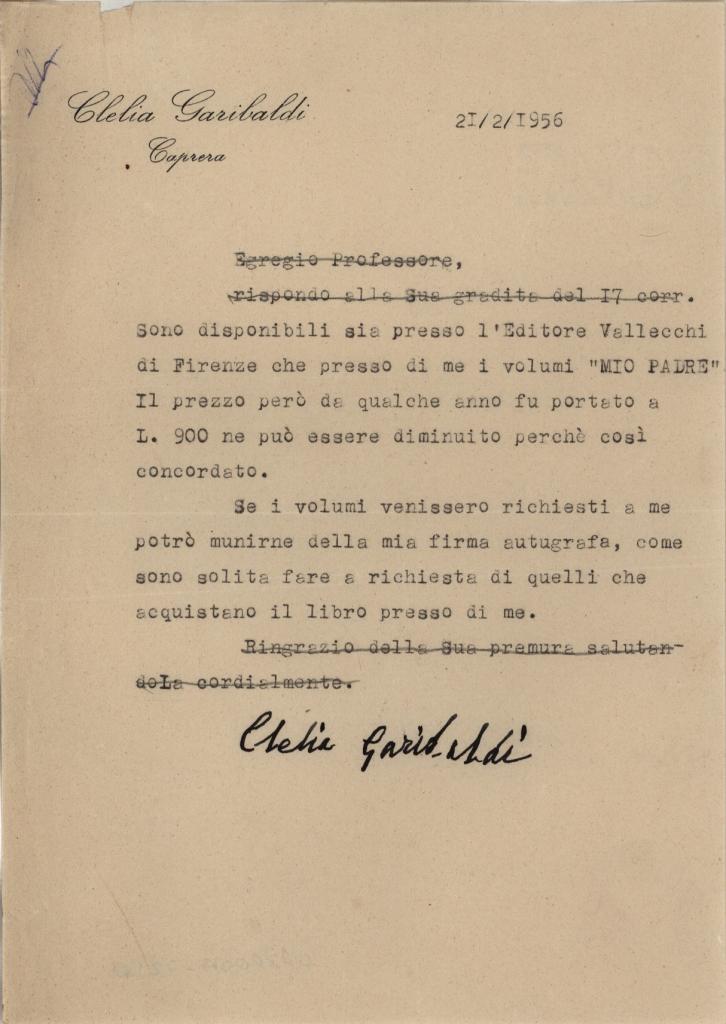 Clelia Garibaldi
Caprera
21/2/1956
Egregio Professore,
rispondo alla Sua gradita del I7 corr.
Sono disponibili sia presso l'Editore Vallecchi
di Firenze che presso di me i volumi "MIO PADRE"
Il prezzo però da qualche anno fu portato a
L. 900 ne può essere diminuito perchè così
concordato.
Se i volumi venissero richiesti a me
potrò munirne della mia firma autugrafa, come
sono solita fare a richiesta di quelli che
acquistano il libro presso di me.
Ringrazio della Sua premura salutan-
doLa cordialmente.
Clelia Garibaldi